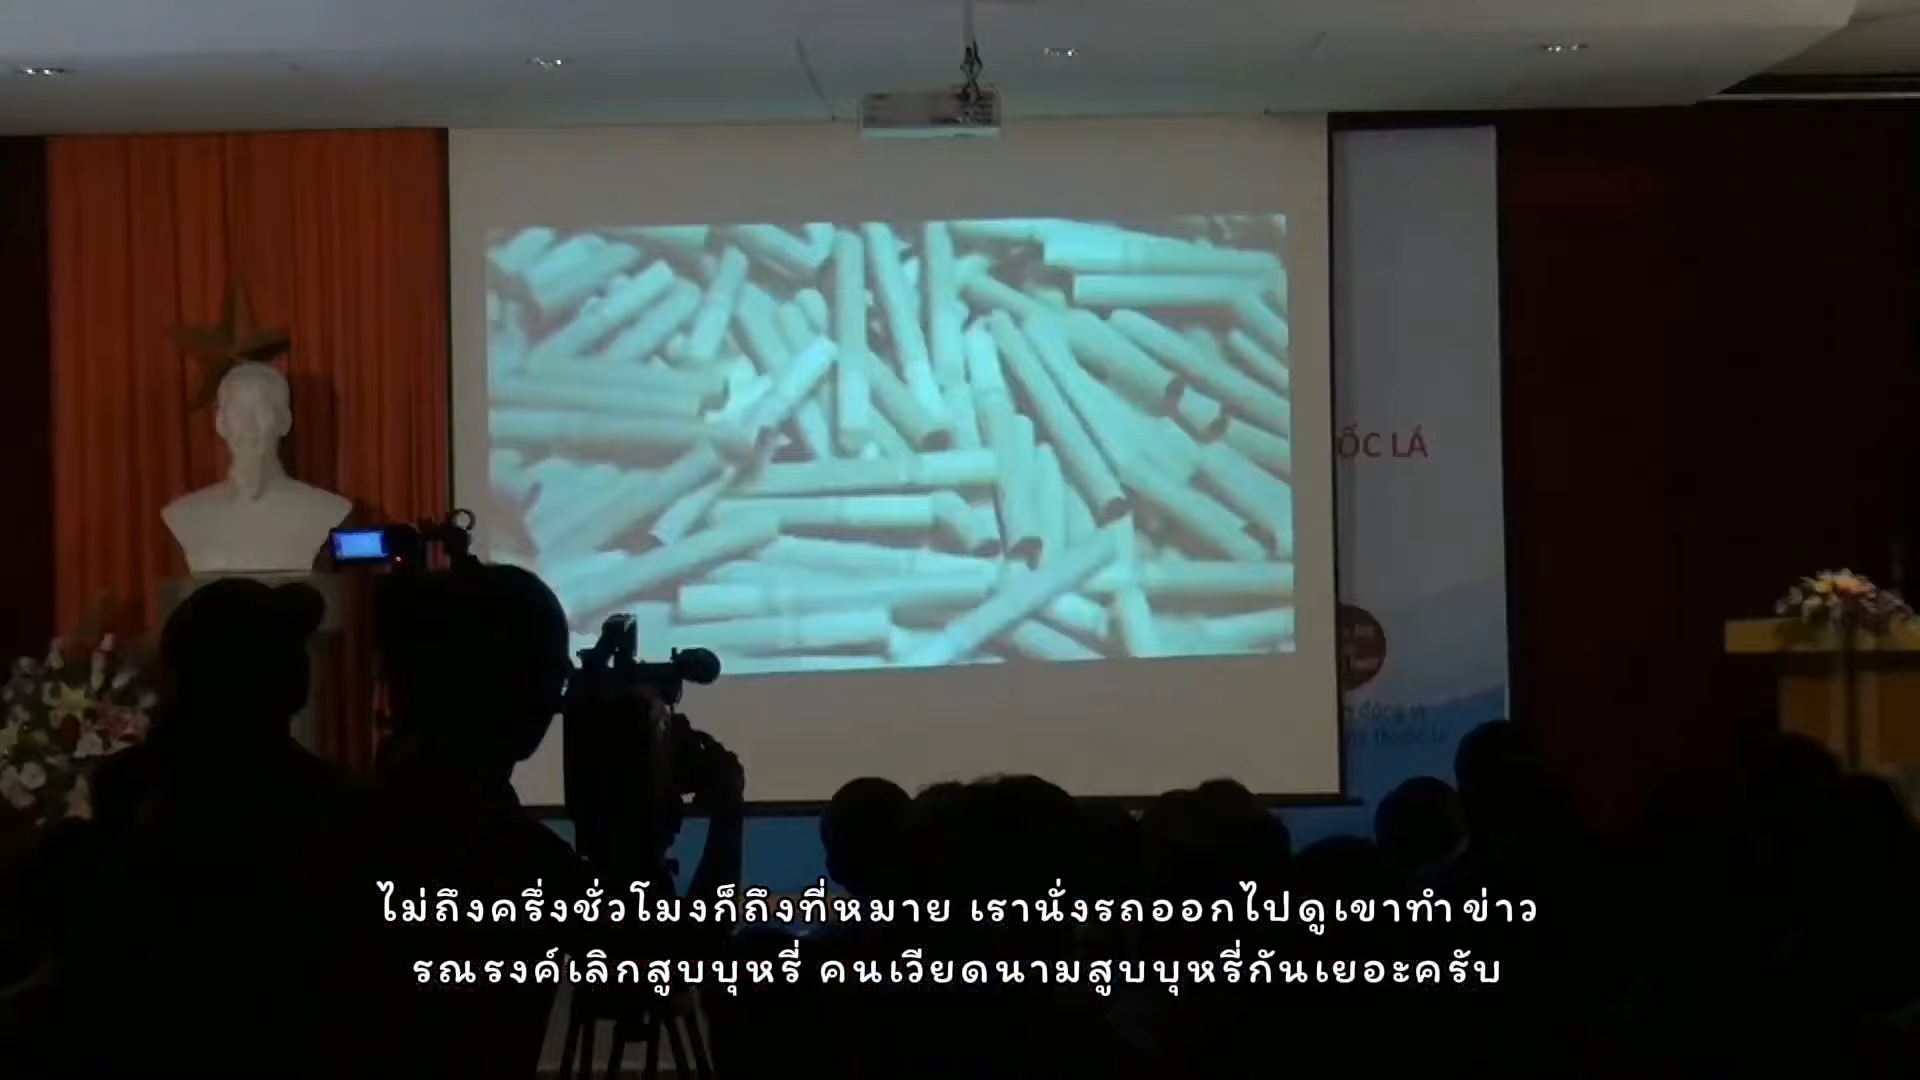 ỐC LÁ
ไม่ถึงครึ่งชั่วโมงก็ถึงที่หมาย เรานั่งรถออกไปดูเขาทำข่าว
รณรงค์เลิกสูบบุหรี่ คนเวียดนามสูบบุหรี่กันเยอะครับ